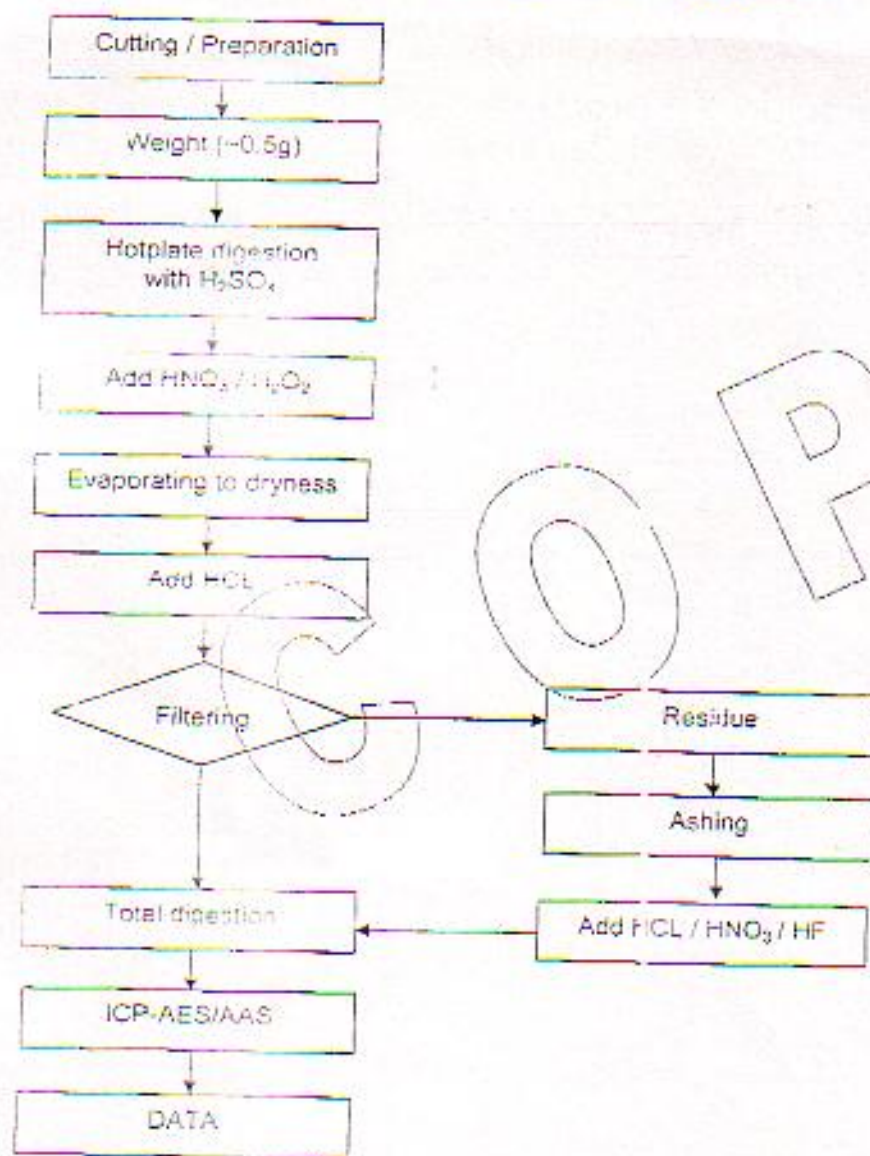 Cutting / Preparation
Weight (~0.5g)
Hotplate digestion
with H₂SO₄
Add HNO₃ / H₂O₂
Evaporating to dryness
Add HCL
Filtering
Residue
Ashing
Add HCL / HNO₃ / HF
Total digestion
ICP-AES/AAS
DATA
C O P